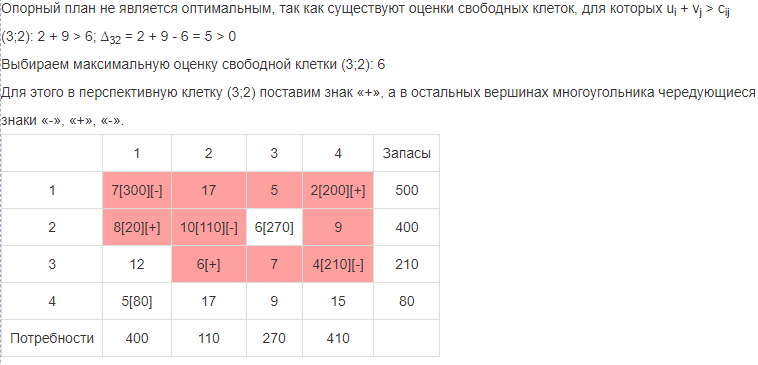 Опорный план не является оптимальным, так как существуют оценки свободных клеток, для которых ui + vj > cij
(3;2): 2 + 9 > 6; ∆32 = 2 + 9 - 6 = 5 > 0
Выбираем максимальную оценку свободной клетки (3;2): 6
Для этого в перспективную клетку (3;2) поставим знак «+», а в остальных вершинах многоугольника чередующиеся
знаки «-», «+», «-».
1 2 3 4 Запасы
1 7[300][-] 17 5 2[200][+] 500
2 8[20][+] 10[110][-] 6[270] 9 400
3 12 6[+] 7 4[210][-] 210
4 5[80] 17 9 15 80
Потребности 400 110 270 410